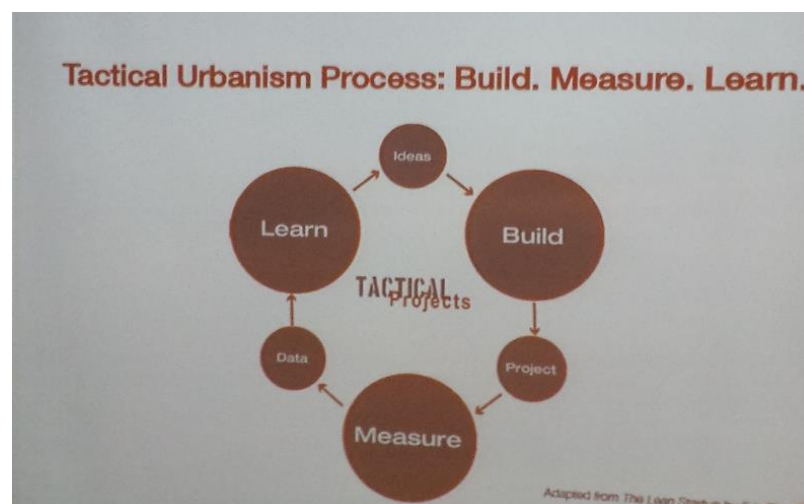 Tactical Urbanism Process: Build. Measure. Learn.
Ideas
Learn
Build
TACTICAL
Projects
Data
Project
Measure
Adapted from The Lean Startup by